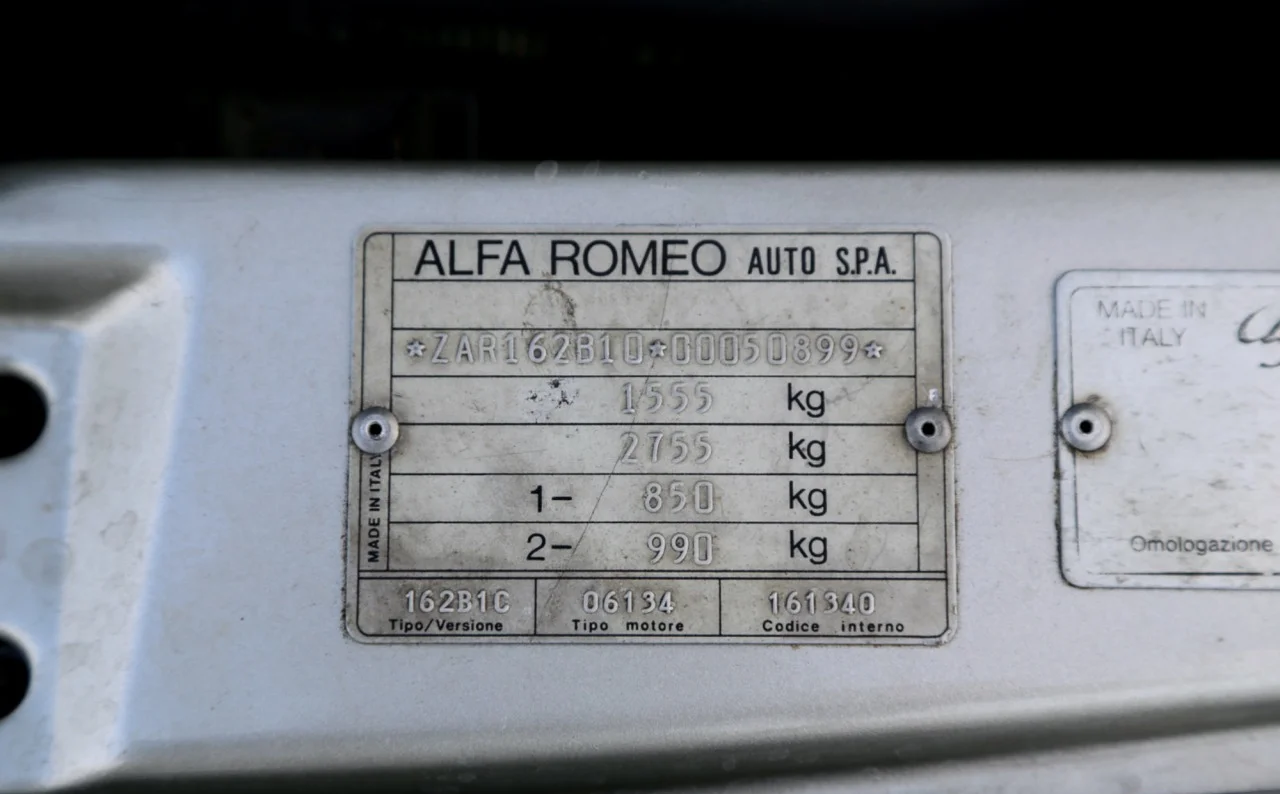 ALFA ROMEO AUTO S.P.A.
*ZAR162B10*00050899*
1555 kg
2755 kg
1- 850 kg
2- 990 kg
MADE IN ITALY
162B1C 06134 161340
Tipo/Versione Tipo motore Codice interno
MADE IN
ITALY
Omologazione